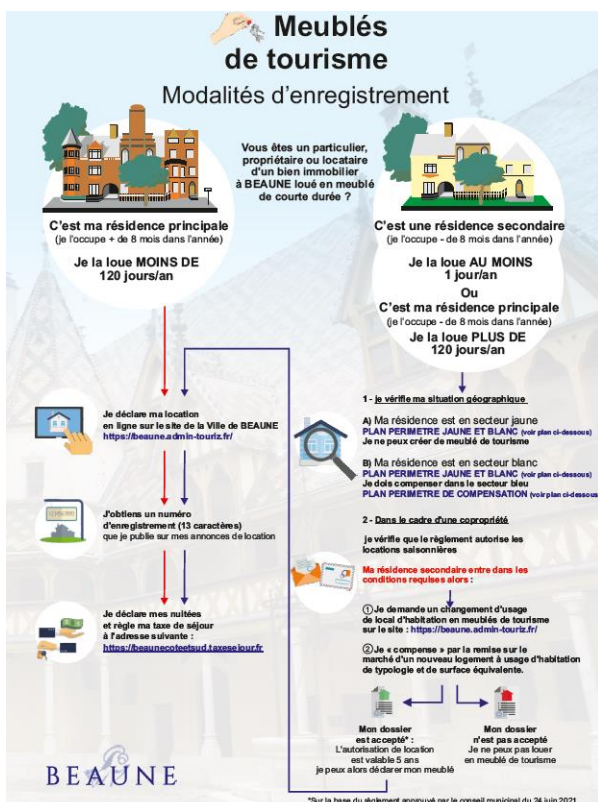 Meublés
de tourisme
Modalités d'enregistrement
Vous êtes un particulier,
propriétaire ou locataire
d'un bien immobilier
à BEAUNE loué en meublé
de courte durée ?
C'est ma résidence principale
(je l'occupe + de 8 mois dans l'année)
Je la loue MOINS DE
120 jours/an
C'est une résidence secondaire
(je l'occupe - de 8 mois dans l'année)
Je la loue AU MOINS
1 jour/an
Ou
C'est ma résidence principale
(je l'occupe - de 8 mois dans l'année)
Je la loue PLUS DE
120 jours/an
Je déclare ma location
en ligne sur le site de la Ville de BEAUNE
https://beaune.admin-touriz.fr/
J'obtiens un numéro
d'enregistrement (13 caractères)
que je publie sur mes annonces de location
Je déclare mes nuitées
et règle ma taxe de séjour
à l'adresse suivante :
https://beaunecoteetsud.taxesejour.fr
1 - je vérifie ma situation géographique
A) Ma résidence est en secteur jaune
PLAN PERIMETRE JAUNE ET BLANC (voir plan ci-dessous)
Je ne peux créer de meublé de tourisme
B) Ma résidence est en secteur blanc
PLAN PERIMETRE JAUNE ET BLANC (voir plan ci-dessous)
Je dois compenser dans le secteur bleu
PLAN PERIMETRE DE COMPENSATION (voir plan ci-dessous
2 - Dans le cadre d'une copropriété
je vérifie que le règlement autorise les
locations saisonnières
Ma résidence secondaire entre dans les
conditions requises alors :
① Je demande un changement d'usage
de local d'habitation en meublés de tourisme
sur le site : https://beaune.admin-touriz.fr/
② Je « compense » par la remise sur le
marché d'un nouveau logement à usage d'habitation
de typologie et de surface équivalente.
Mon dossier
est accepté* :
L'autorisation de location
est valable 5 ans
je peux alors déclarer mon meublé
Mon dossier
n'est pas accepté
Je ne peux pas louer
en meublé de tourisme
BEAUNE
*Sur la base du règlement approuvé par le conseil municipal du 24 juin 2021